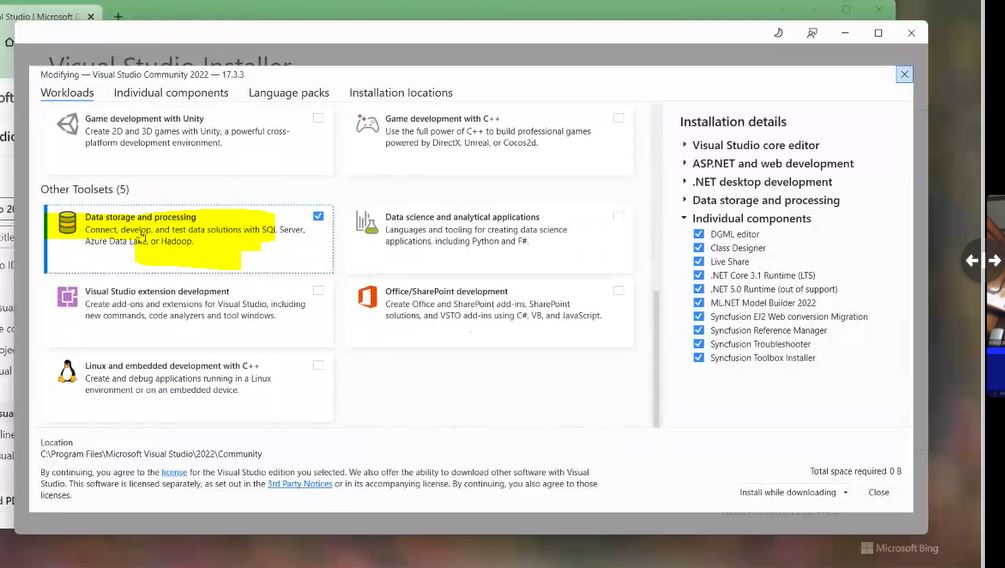 al Studio | Microsoft D
Visual Studio Installer
Modifying — Visual Studio Community 2022 — 17.3.3
Workloads
Individual components
Language packs
Installation locations
Game development with Unity
Create 2D and 3D games with Unity, a powerful cross-
platform development environment.
Game development with C++
Use the full power of C++ to build professional games
powered by DirectX, Unreal, or Cocos2d.
Other Toolsets (5)
Data storage and processing
Connect, develop, and test data solutions with SQL Server,
Azure Data Lake, or Hadoop.
Data science and analytical applications
Languages and tooling for creating data science
applications, including Python and F#.
Visual Studio extension development
Create add-ons and extensions for Visual Studio, including
new commands, code analyzers and tool windows.
Office/SharePoint development
Create Office and SharePoint add-ins, SharePoint
solutions, and VSTO add-ins using C#, VB, and JavaScript.
Linux and embedded development with C++
Create and debug applications running in a Linux
environment or on an embedded device.
Installation details
Visual Studio core editor
ASP.NET and web development
.NET desktop development
Data storage and processing
Individual components
DGML editor
Class Designer
Live Share
.NET Core 3.1 Runtime (LTS)
.NET 5.0 Runtime (out of support)
ML.NET Model Builder 2022
Syncfusion EJ2 Web conversion Migration
Syncfusion Reference Manager
Syncfusion Troubleshooter
Syncfusion Toolbox Installer
Location
C:\Program Files\Microsoft Visual Studio\2022\Community
By continuing, you agree to the license for the Visual Studio edition you selected. We also offer the ability to download other software with Visual
Studio. This software is licensed separately, as set out in the 3rd Party Notices or in its accompanying license. By continuing, you also agree to those
licenses.
Total space required 0 B
Install while downloading
Close
Microsoft Bing